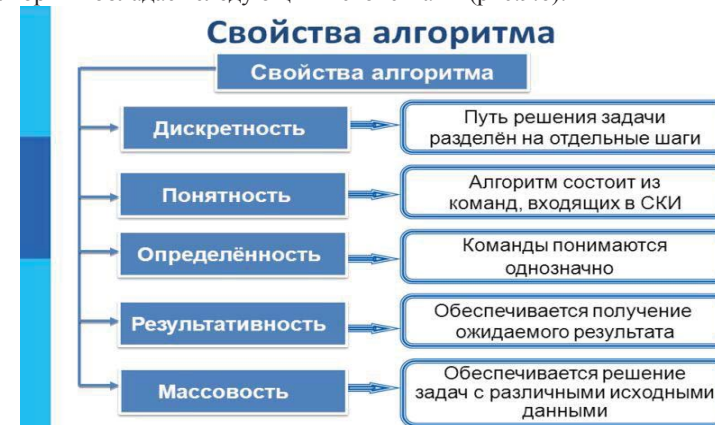 Свойства алгоритма
Свойства алгоритма
Дискретность
Путь решения задачи
разделён на отдельные шаги
Понятность
Алгоритм состоит из
команд, входящих в СКИ
Определённость
Команды понимаются
однозначно
Результативность
Обеспечивается получение
ожидаемого результата
Массовость
Обеспечивается решение
задач с различными исходными
данными